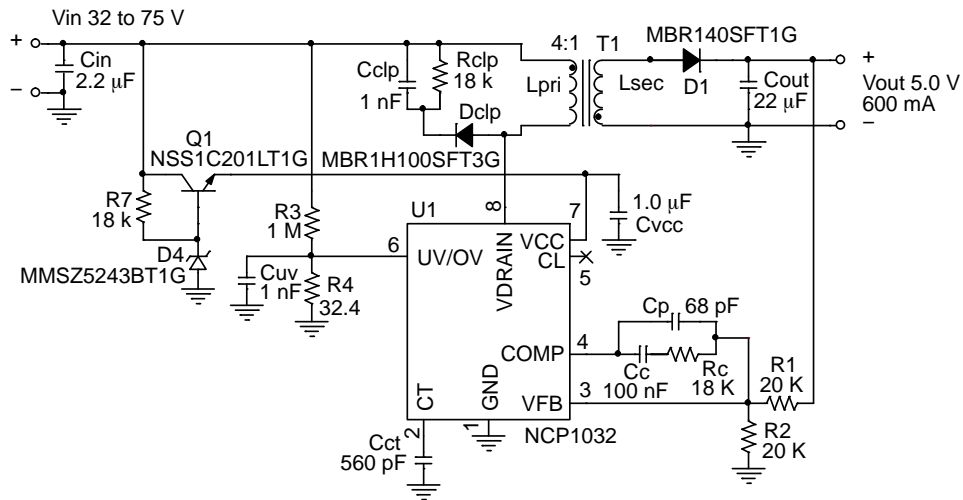 Vin 32 to 75 V
+
Cin
2.2 μF
−
Cclp
1 nF
Rclp
18 k
4:1
T1
Lpri
Lsec
MBR140SFT1G
D1
Cout
22 μF
+
Vout 5.0 V
600 mA
−
Dclp
MBR1H100SFT3G
Q1
NSS1C201LT1G
R7
18 k
D4
MMSZ5243BT1G
R3
1 M
Cuv
1 nF
R4
32.4
U1
8
7
1.0 μF
Cvcc
6
UV/OV
VDRAIN
VCC
CL
5
Cp
68 pF
4
COMP
Cc
100 nF
Rc
18 K
R1
20 K
3
VFB
CT
GND
2
1
NCP1032
R2
20 K
Cct
560 pF